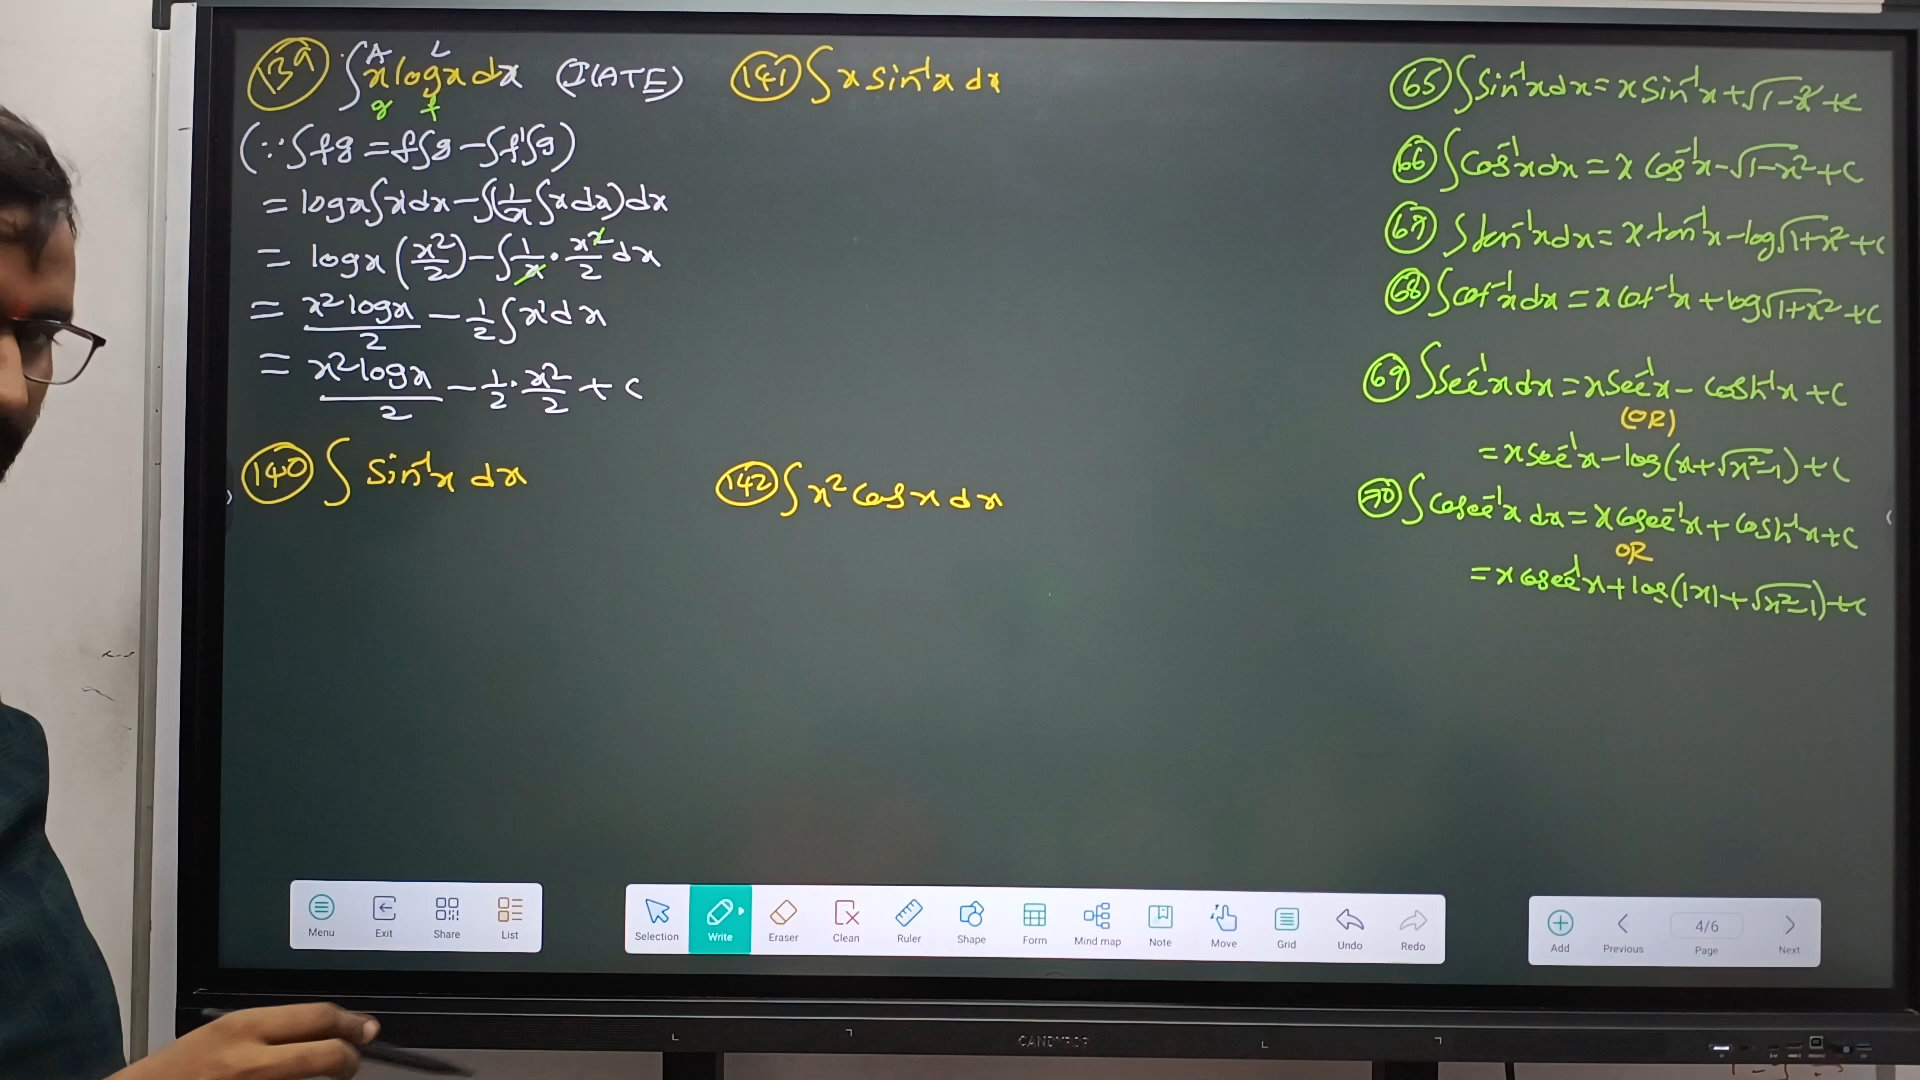 (139) ∫ x log x dx (ILATE)
A L
g f
(∵ ∫fg = f∫g − ∫f'∫g)
= log x ∫x' dx − ∫(1/x ∫x dx) dx
= log x (x²/2) − ∫ 1/x · x²/2 dx
= x² log x / 2 − 1/2 ∫ x' dx
= x² log x / 2 − 1/2 · x²/2 + C
(140) ∫ Sin⁻¹x dx
(141) ∫ x sin⁻¹x dx
(142) ∫ x² cos x dx
(65) ∫ Sin⁻¹x dx = x Sin⁻¹x + √1−x² + C
(66) ∫ Cos⁻¹x dx = x Cos⁻¹x − √1−x² + C
(67) ∫ tan⁻¹x dx = x tan⁻¹x − log √1+x² + C
(68) ∫ cot⁻¹x dx = x cot⁻¹x + log √1+x² + C
(69) ∫ Sec⁻¹x dx = x Sec⁻¹x − Cosh⁻¹x + C
(OR)
= x sec⁻¹x − log(x + √x²−1) + C
(70) ∫ Cosec⁻¹x dx = x Cosec⁻¹x + Cosh⁻¹x + C
OR
= x cosec⁻¹x + log(|x| + √x²−1) + C
Menu Exit Share List
Selection Write Eraser Clean Ruler Shape Form Mind map Note Move Grid Undo Redo
Add Previous 4/6 Page Next